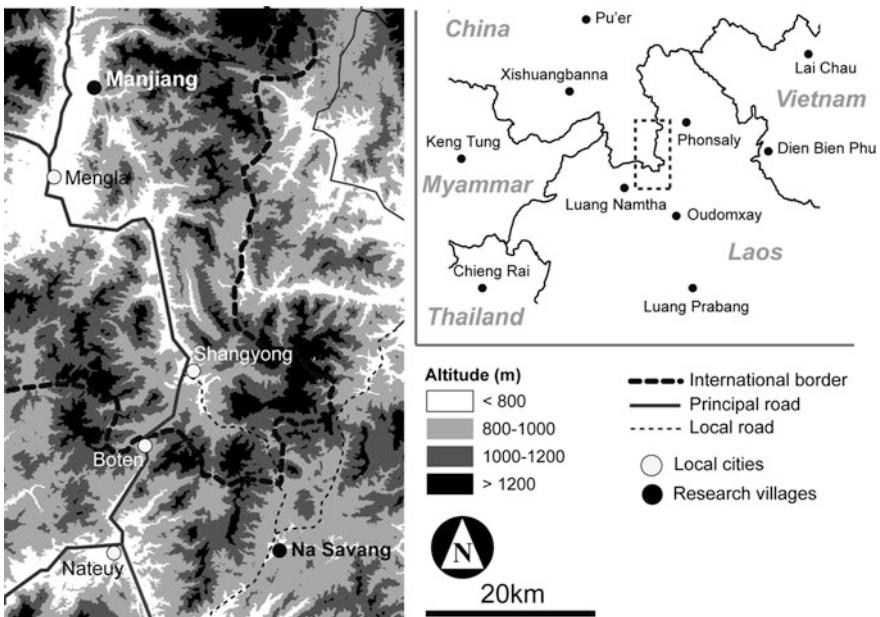 Manjiang
Mengla
Shangyong
Boten
Na Savang
Nateuy
China
Pu'er
Lai Chau
Xishuangbanna
Vietnam
Phonsaly
Keng Tung
Dien Bien Phu
Myammar
Luang Namtha
Oudomxay
Laos
Chieng Rai
Luang Prabang
Thailand
Altitude (m)
< 800
800-1000
1000-1200
> 1200
International border
Principal road
Local road
Local cities
Research villages
N
20km